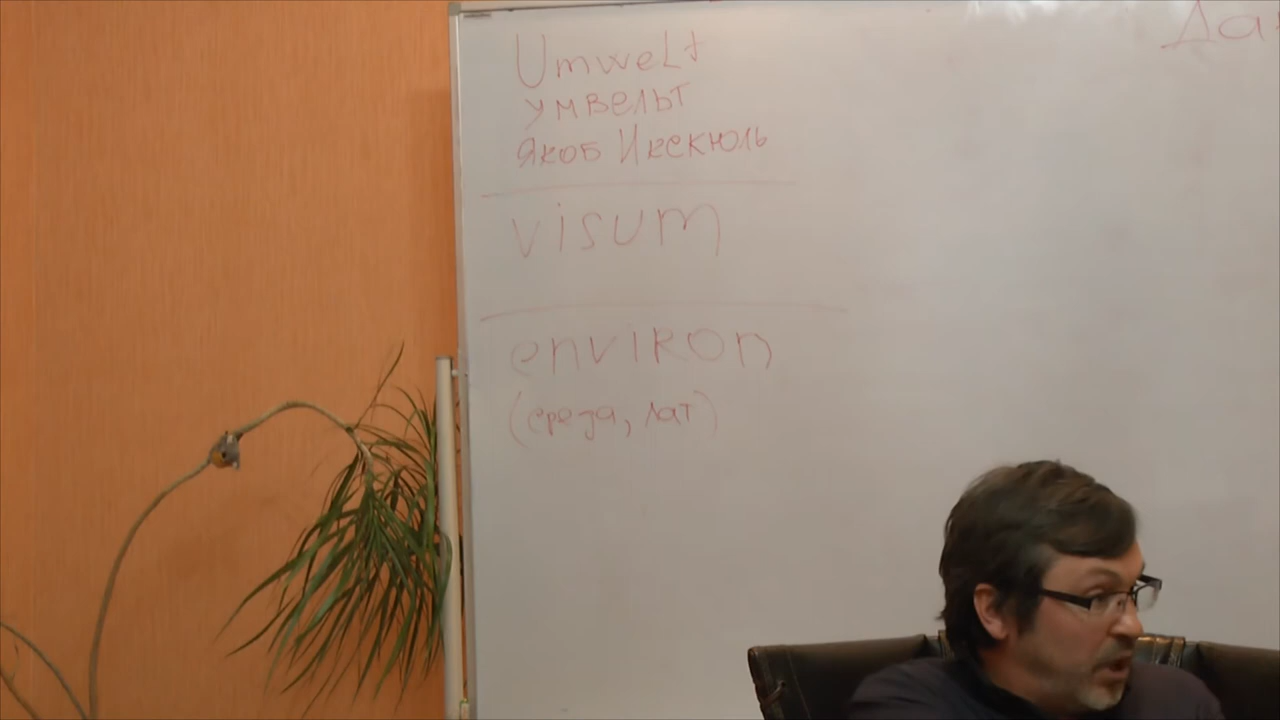 Umwelt
умвельт
Якоб Икскюль
visum
environ
(среда, лат)